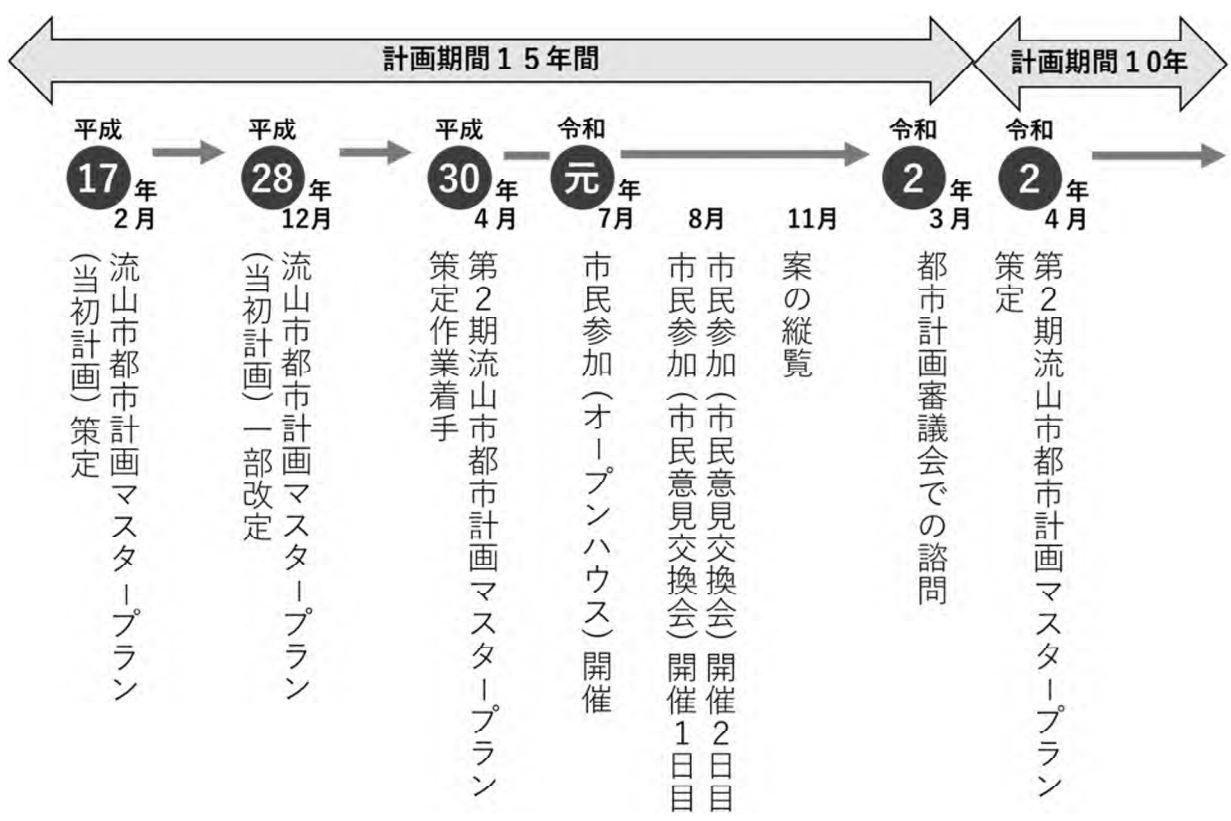 計画期間１５年間
計画期間１０年
平成
17年
2月
流山市都市計画マスタープラン
(当初計画)策定
平成
28年
12月
流山市都市計画マスタープラン
(当初計画)一部改定
平成
30年
4月
第2期流山市都市計画マスタープラン
策定作業着手
令和
元年
7月
市民参加(オープンハウス)開催
8月
市民参加(市民意見交換会)開催2日目
市民参加(市民意見交換会)開催1日目
11月
案の縦覧
令和
2年
3月
都市計画審議会での諮問
令和
2年
4月
第2期流山市都市計画マスタープラン
策定